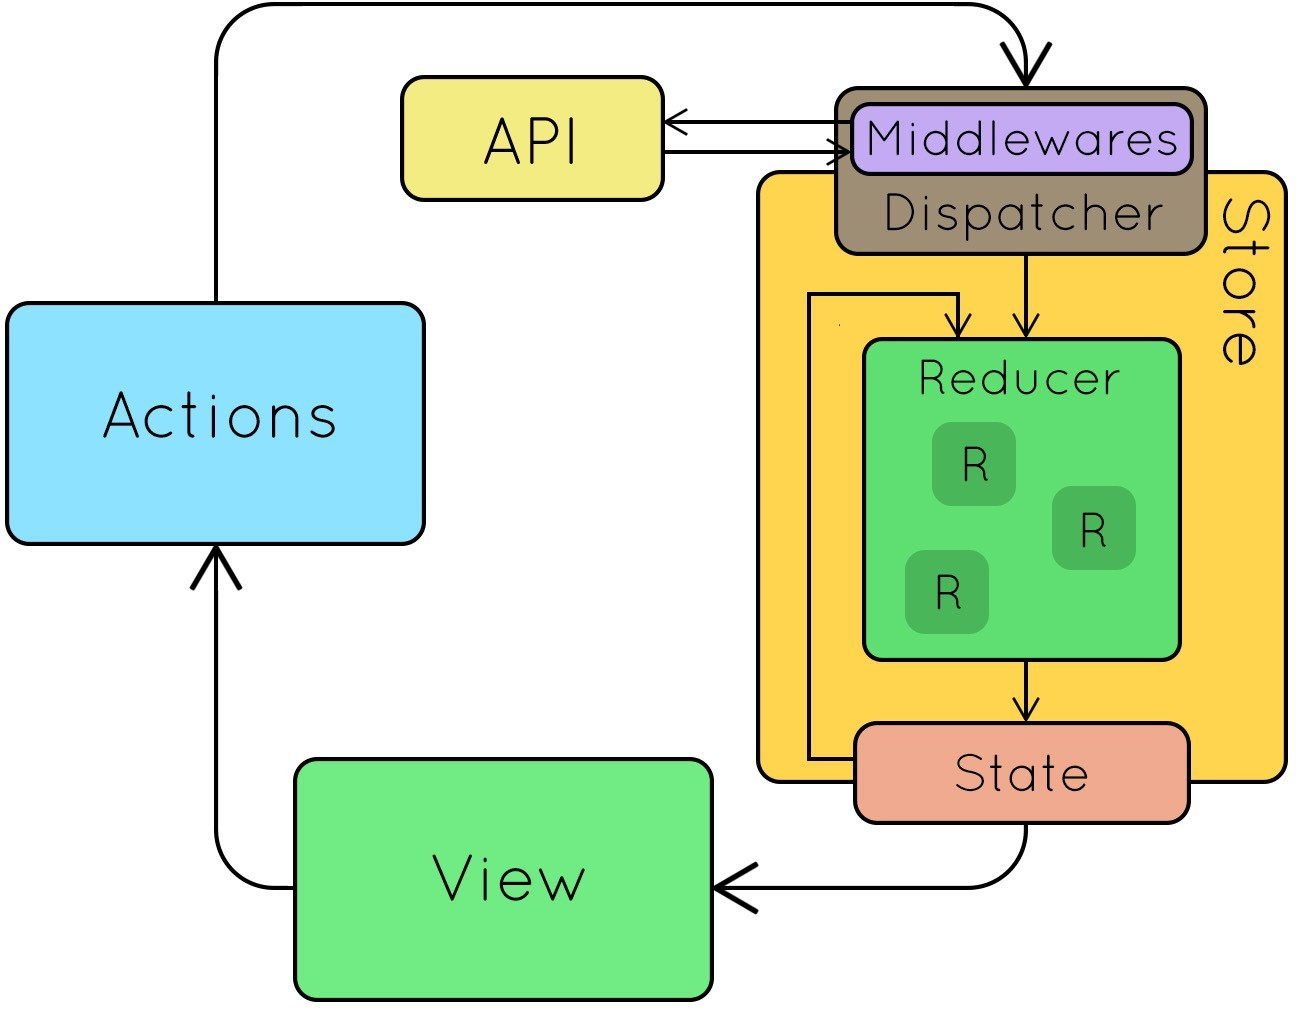 API
Middlewares
Dispatcher
Store
Reducer
R
R
R
Actions
State
View